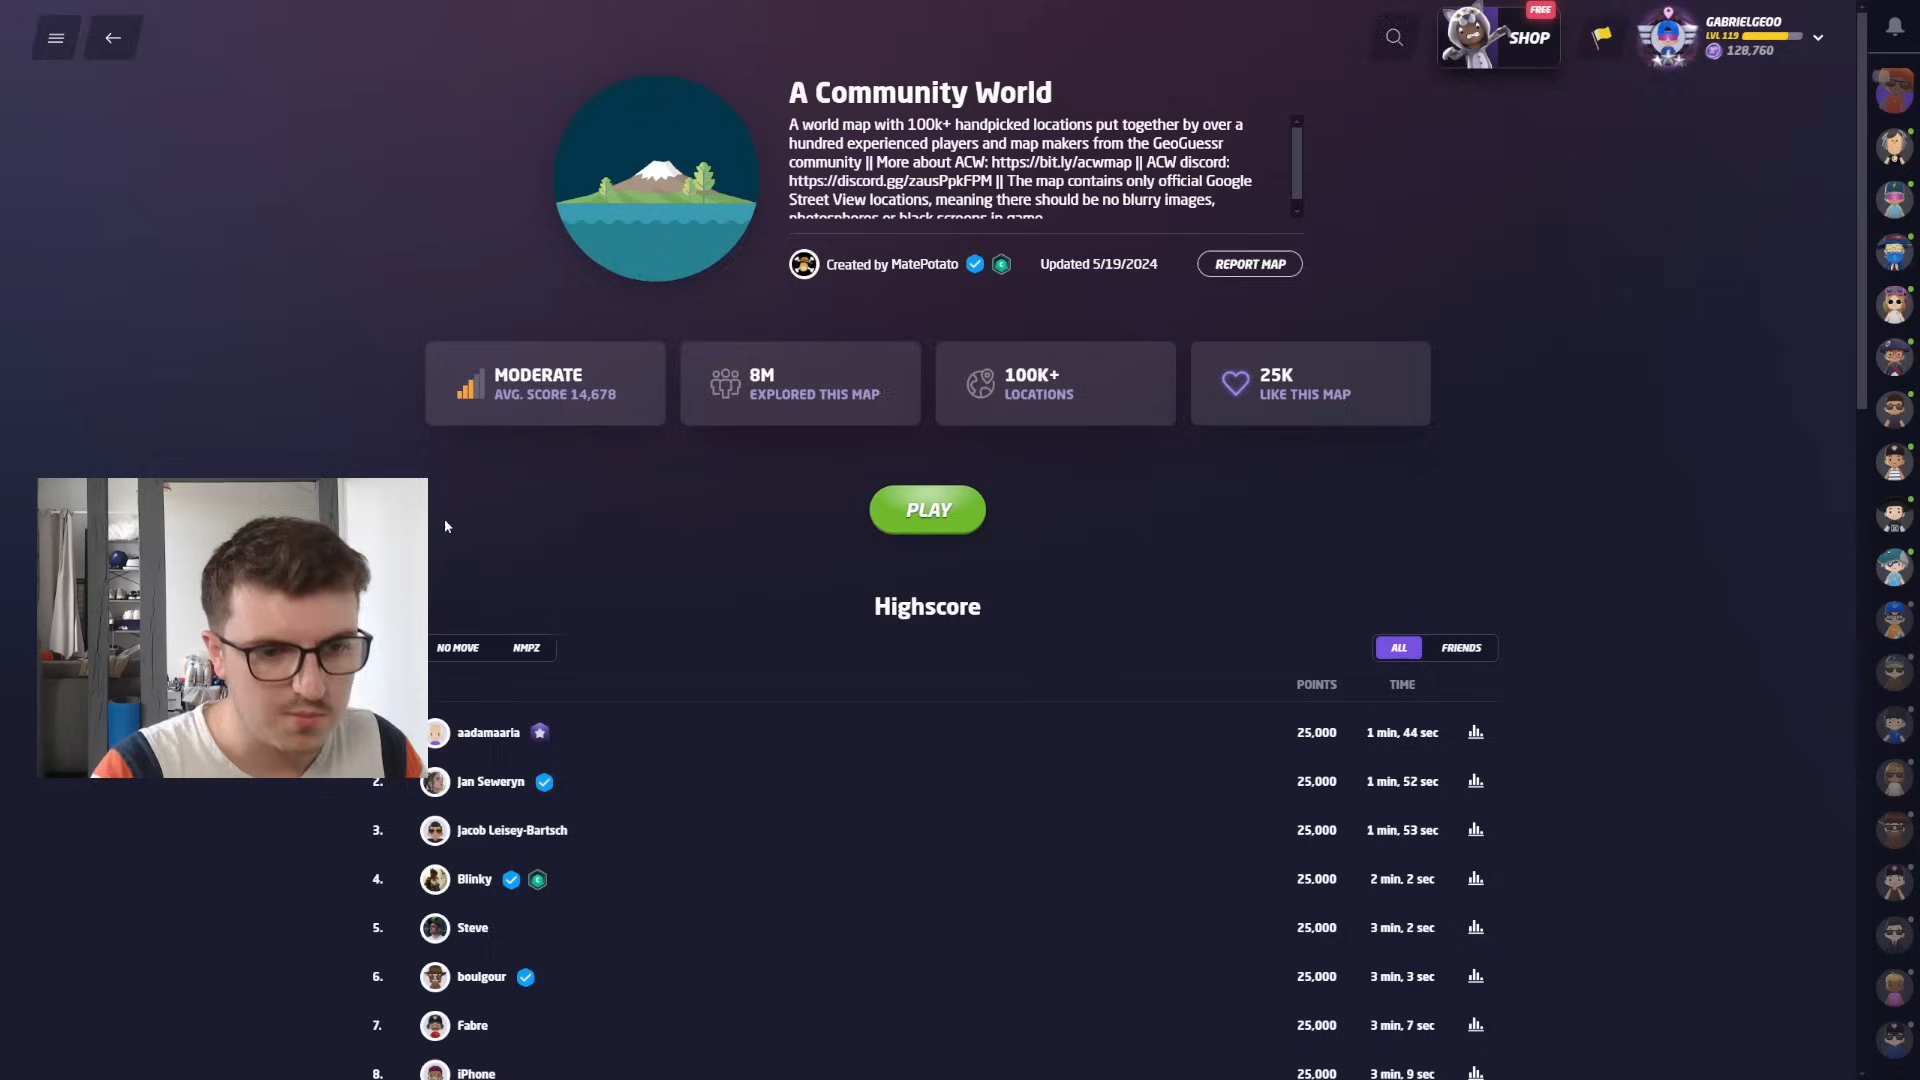 FREE
SHOP
GABRIELGEOO
LVL 119
128,760
A Community World
A world map with 100k+ handpicked locations put together by over a
hundred experienced players and map makers from the GeoGuessr
community || More about ACW: https://bit.ly/acwmap || ACW discord:
https://discord.gg/zausPpkFPM || The map contains only official Google
Street View locations, meaning there should be no blurry images,
photospheres or black screens in game
Created by MatePotato
Updated 5/19/2024
REPORT MAP
MODERATE
AVG. SCORE 14,678
8M
EXPLORED THIS MAP
100K+
LOCATIONS
25K
LIKE THIS MAP
PLAY
Highscore
NO MOVE NMPZ
ALL FRIENDS
POINTS TIME
aadamaaria 25,000 1 min, 44 sec
2. Jan Seweryn 25,000 1 min, 52 sec
3. Jacob Leisey-Bartsch 25,000 1 min, 53 sec
4. Blinky 25,000 2 min, 2 sec
5. Steve 25,000 3 min, 2 sec
6. boulgour 25,000 3 min, 3 sec
7. Fabre 25,000 3 min, 7 sec
8. iPhone 25,000 3 min, 9 sec